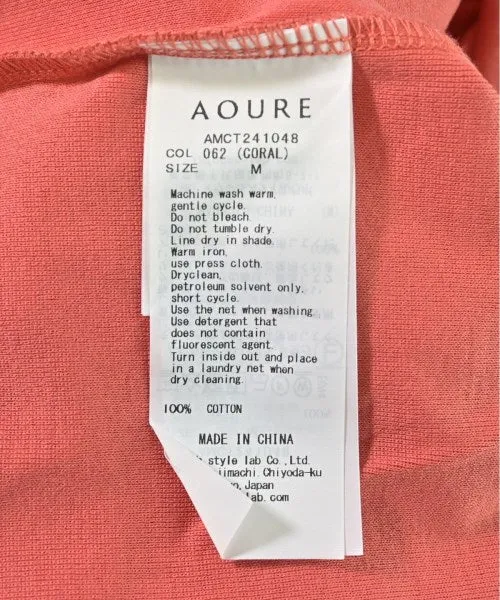 AOURE
AMCT241048
COL 062 (CORAL)
SIZE M
Machine wash warm,
gentle cycle.
Do not bleach.
Do not tumble dry.
Line dry in shade.
Warm iron,
use press cloth.
Dryclean,
petroleum solvent only,
short cycle.
Use the net when washing.
Use detergent that
does not contain
fluorescent agent.
Turn inside out and place
in a laundry net when
dry cleaning.
100% COTTON
MADE IN CHINA
style lab Co.,Ltd.
Chiyoda-ku
Japan
lab.com